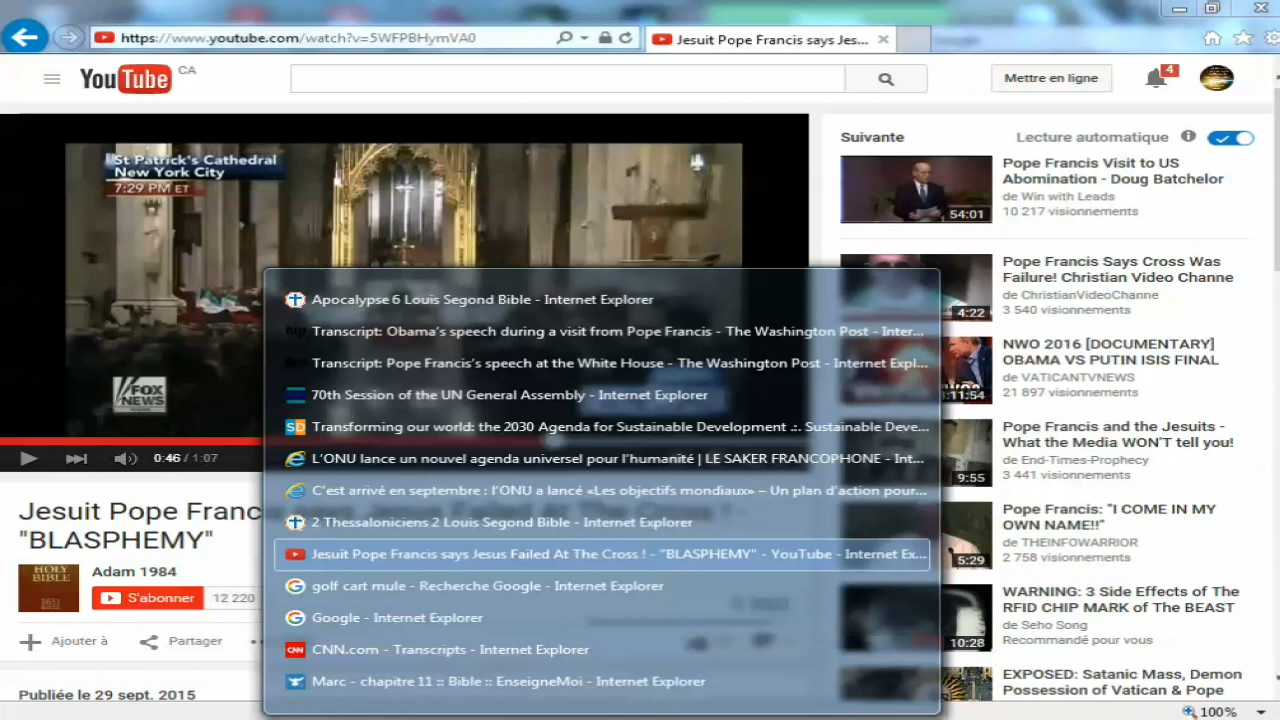 https://www.youtube.com/watch?v=5WFPBHymVA0
Jesuit Pope Francis says Jes...
YouTube CA
Mettre en ligne
4
St Patrick's Cathedral
New York City
7:29 PM ET
FOX
NEWS
0:46 / 1:07
Jesuit Pope Franc
"BLASPHEMY"
HOLY
BIBLE
1611
Adam 1984
S'abonner 12 220
Ajouter à Partager
Publiée le 29 sept. 2015
Apocalypse 6 Louis Segond Bible - Internet Explorer
Transcript: Obama's speech during a visit from Pope Francis - The Washington Post - Inter...
Transcript: Pope Francis's speech at the White House - The Washington Post - Internet Expl...
70th Session of the UN General Assembly - Internet Explorer
SD Transforming our world: the 2030 Agenda for Sustainable Development .:. Sustainable Deve...
L'ONU lance un nouvel agenda universel pour l'humanité | LE SAKER FRANCOPHONE - Int...
C'est arrivé en septembre : l'ONU a lancé «Les objectifs mondiaux» – Un plan d'action pour...
2 Thessaloniciens 2 Louis Segond Bible - Internet Explorer
Jesuit Pope Francis says Jesus Failed At The Cross ! - "BLASPHEMY" - YouTube - Internet Ex...
golf cart mule - Recherche Google - Internet Explorer
Google - Internet Explorer
CNN CNN.com - Transcripts - Internet Explorer
Marc - chapitre 11 :: Bible :: EnseigneMoi - Internet Explorer
Suivante Lecture automatique
Pope Francis Visit to US
Abomination - Doug Batchelor
de Win with Leads
10 217 visionnements
54:01
Pope Francis Says Cross Was
Failure! Christian Video Channe
de ChristianVideoChanne
3 540 visionnements
4:22
NWO 2016 [DOCUMENTARY]
OBAMA VS PUTIN ISIS FINAL
de VATICANTVNEWS
21 897 visionnements
11:54
Pope Francis and the Jesuits -
What the Media WON'T tell you!
de End-Times-Prophecy
3 441 visionnements
9:55
Pope Francis: "I COME IN MY
OWN NAME!!"
de THEINFOWARRIOR
2 758 visionnements
5:29
WARNING: 3 Side Effects of The
RFID CHIP MARK of The BEAST
de Seho Song
Recommandé pour vous
10:28
EXPOSED: Satanic Mass, Demon
Possession of Vatican & Pope
100%